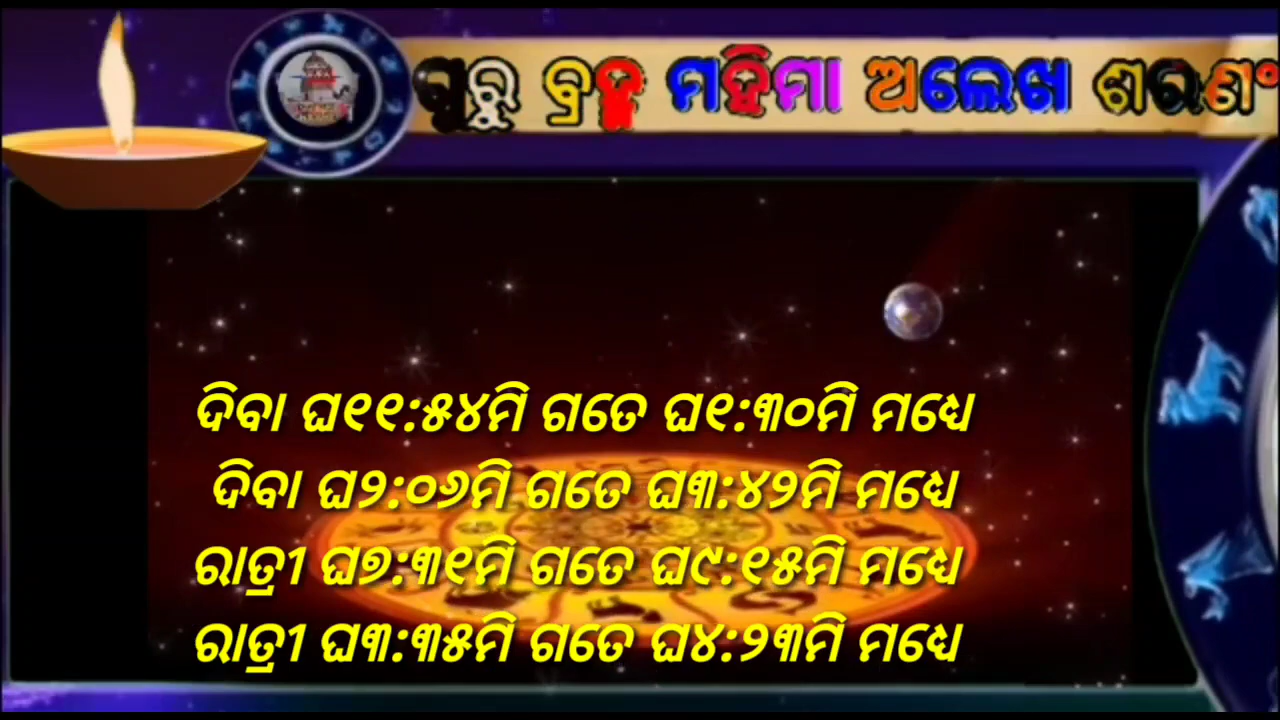 ଗୁରୁ ବ୍ରହ୍ମ ମହିମା ଅଲେଖ ଶରଣଂ
ଦିବା ଘ୧୧:୫୪ମି ଗତେ ଘ୧:୩୦ମି ମଧ୍ୟେ
ଦିବା ଘ୨:୦୬ମି ଗତେ ଘ୩:୪୨ମି ମଧ୍ୟେ
ରାତ୍ରୀ ଘ୭:୩୧ମି ଗତେ ଘ୯:୧୫ମି ମଧ୍ୟେ
ରାତ୍ରୀ ଘ୩:୩୫ମି ଗତେ ଘ୪:୨୩ମି ମଧ୍ୟେ